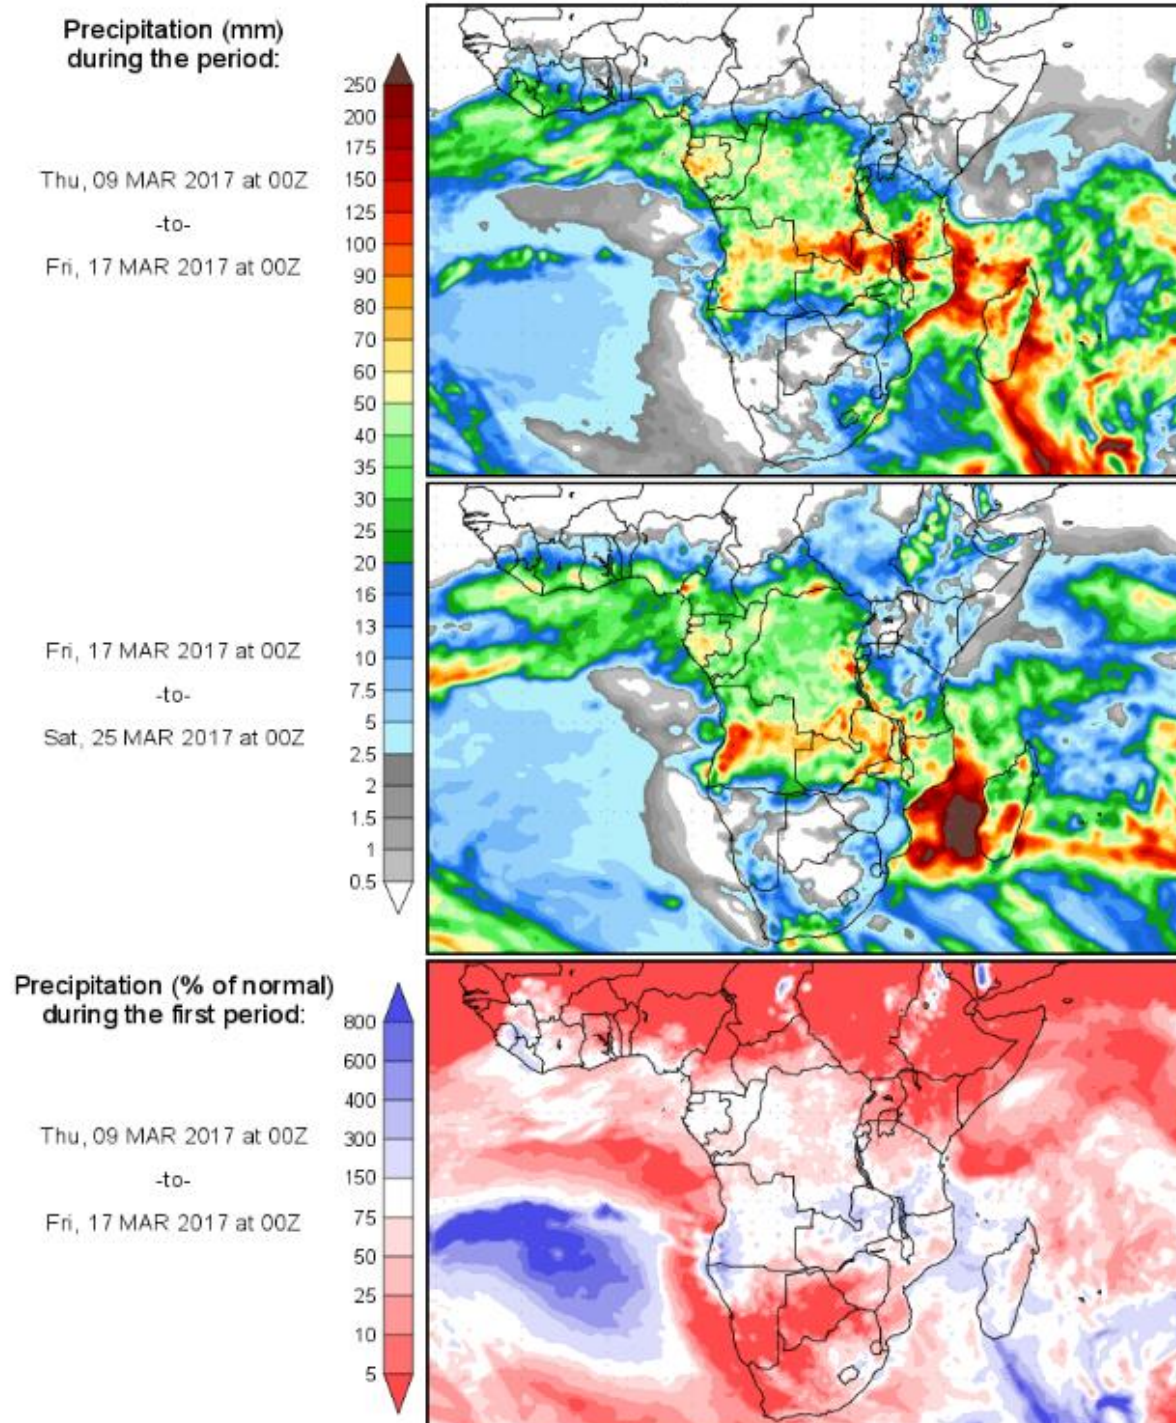 Precipitation (mm)
during the period:
Thu, 09 MAR 2017 at 00Z
-to-
Fri, 17 MAR 2017 at 00Z
Fri, 17 MAR 2017 at 00Z
-to-
Sat, 25 MAR 2017 at 00Z
250
200
175
150
125
100
90
80
70
60
50
40
35
30
25
20
16
13
10
7.5
5
2.5
2
1.5
1
0.5
Precipitation (% of normal)
during the first period:
Thu, 09 MAR 2017 at 00Z
-to-
Fri, 17 MAR 2017 at 00Z
800
600
400
300
150
75
50
25
10
5